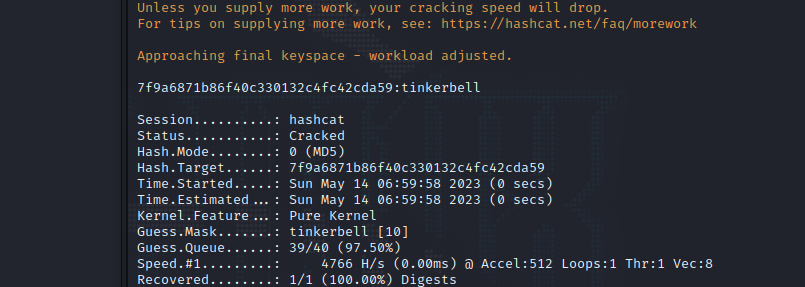 Unless you supply more work, your cracking speed will drop.
For tips on supplying more work, see: https://hashcat.net/faq/morework
Approaching final keyspace - workload adjusted.
7f9a6871b86f40c330132c4fc42cda59:tinkerbell
Session..........: hashcat
Status...........: Cracked
Hash.Mode........: 0 (MD5)
Hash.Target......: 7f9a6871b86f40c330132c4fc42cda59
Time.Started.....: Sun May 14 06:59:58 2023 (0 secs)
Time.Estimated...: Sun May 14 06:59:58 2023 (0 secs)
Kernel.Feature...: Pure Kernel
Guess.Mask.......: tinkerbell [10]
Guess.Queue......: 39/40 (97.50%)
Speed.#1.........:     4766 H/s (0.00ms) @ Accel:512 Loops:1 Thr:1 Vec:8
Recovered........: 1/1 (100.00%) Digests